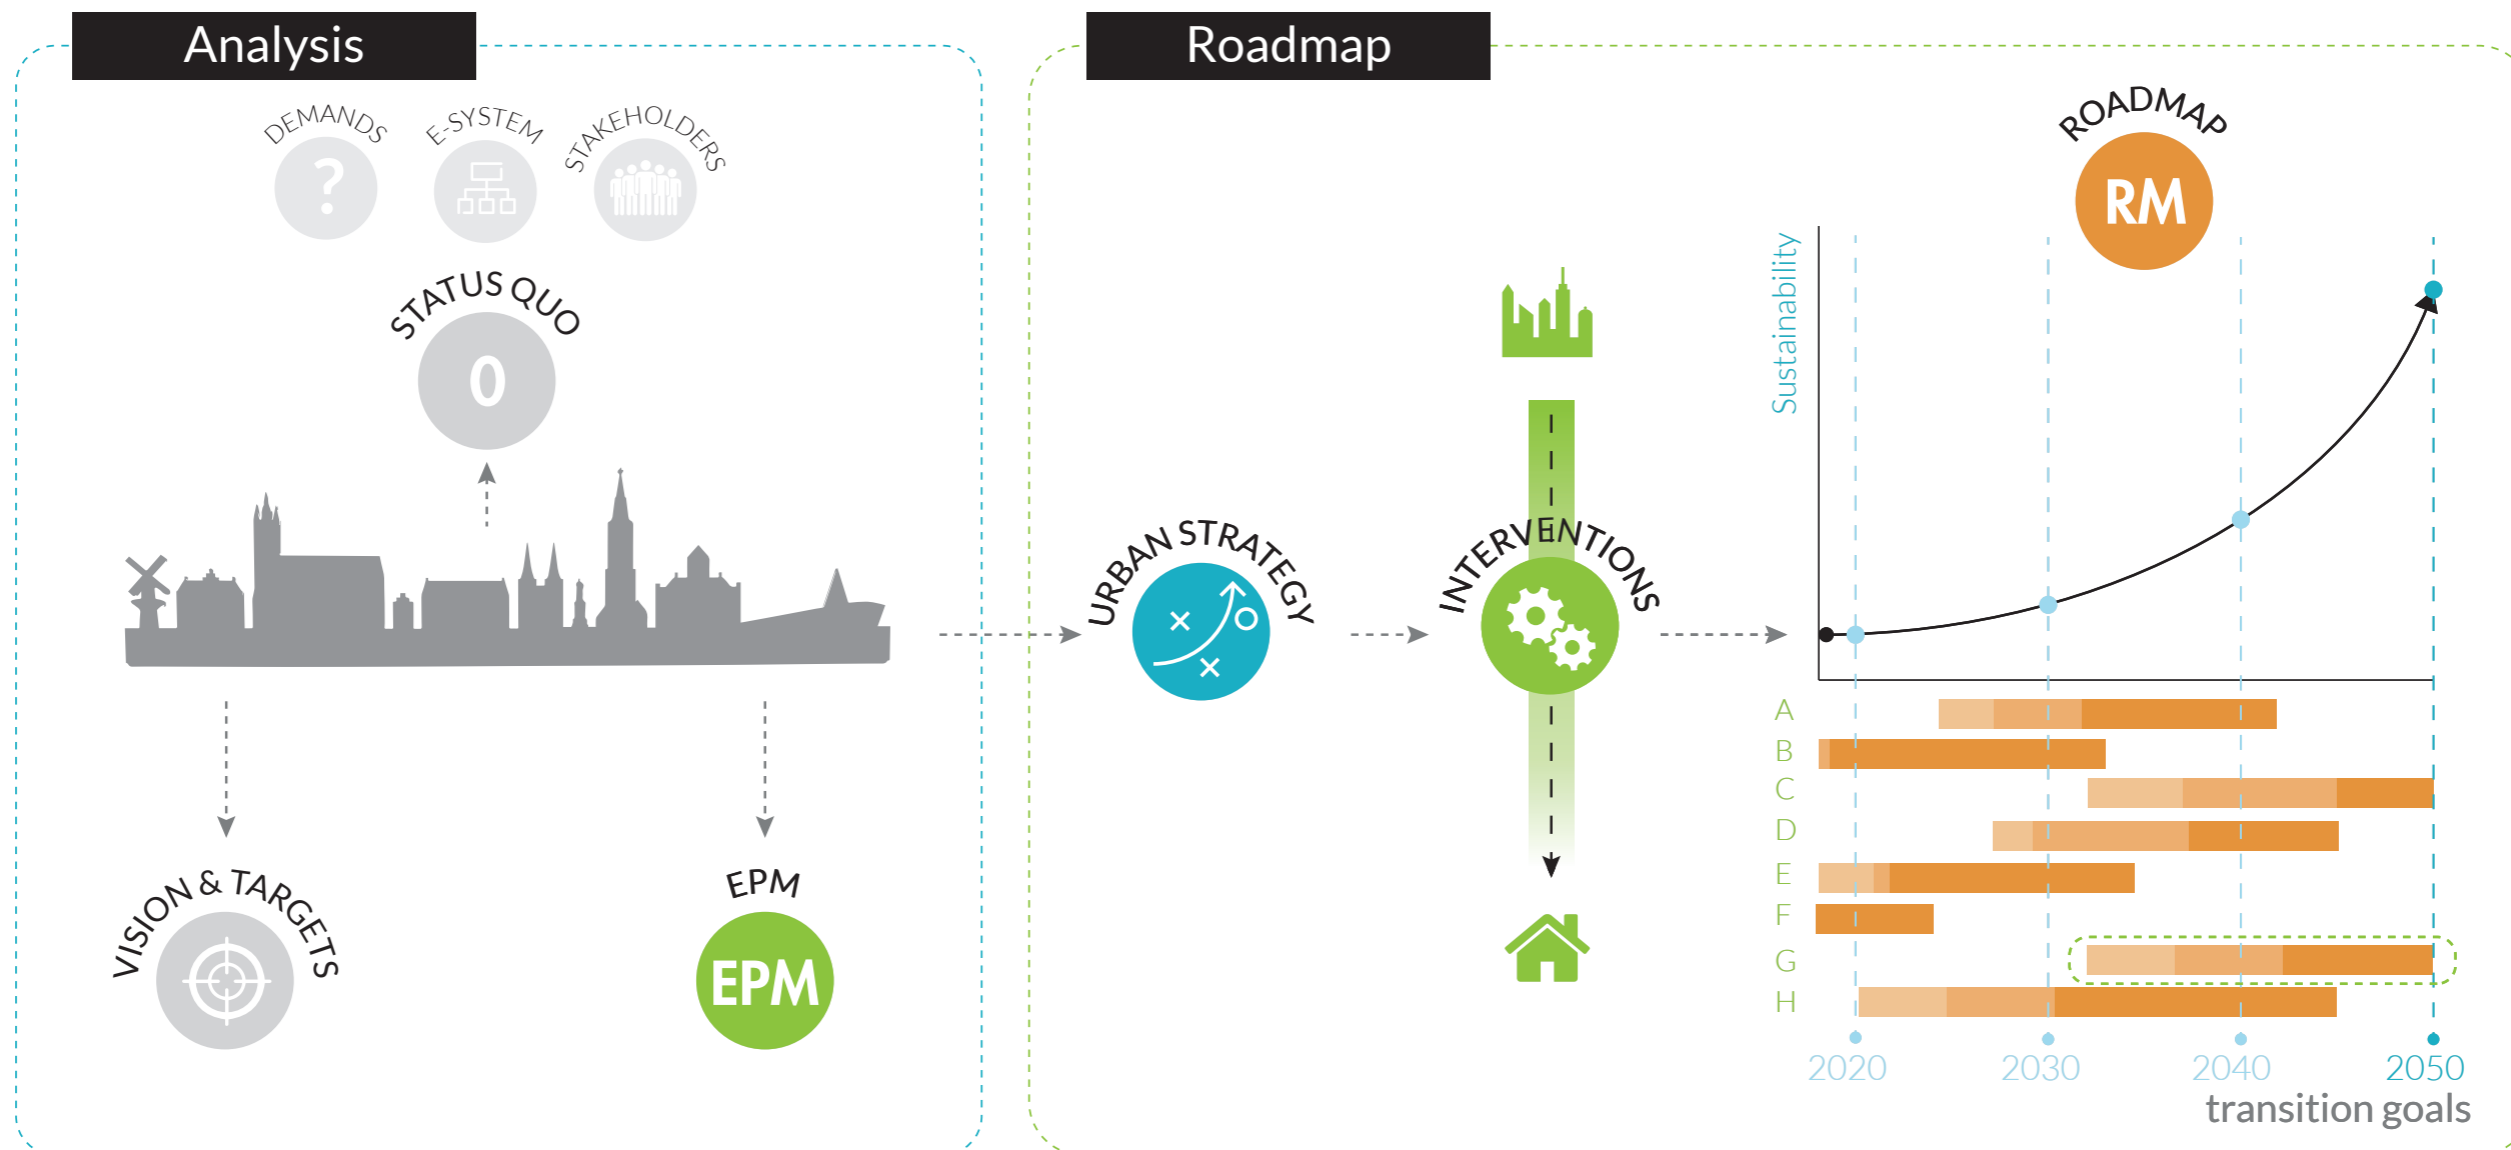 Analysis
DEMANDS
?
E-SYSTEM
STAKEHOLDERS
STATUS QUO
0
VISION & TARGETS
EPM
EPM
Roadmap
URBAN STRATEGY
INTERVENTIONS
ROADMAP
RM
Sustainability
A
B
C
D
E
F
G
H
2020 2030 2040 2050
transition goals